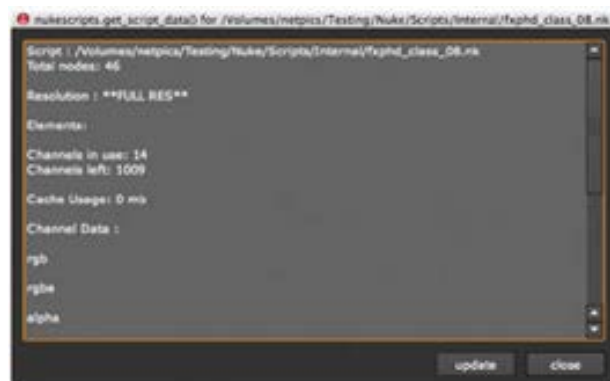 nukescripts.get_script_data() for /Volumes/netpics/Testing/Nuke/Scripts/Internal/fxphd_class_08.nk
Script : /Volumes/netpics/Testing/Nuke/Scripts/Internal/fxphd_class_08.nk
Total nodes: 46
Resolution : **FULL RES**
Elements:
Channels in use: 14
Channels left: 1009
Cache Usage: 0 mb
Channel Data :
rgb
rgba
alpha
update close